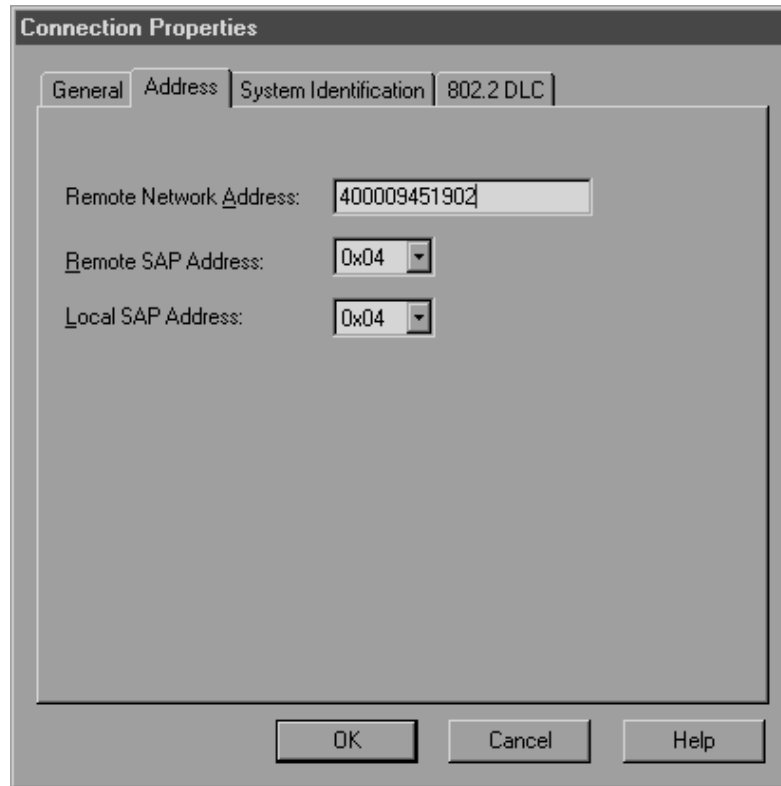 Connection Properties
General Address System Identification 802.2 DLC
Remote Network Address: 400009451902
Remote SAP Address: 0x04
Local SAP Address: 0x04
OK Cancel Help